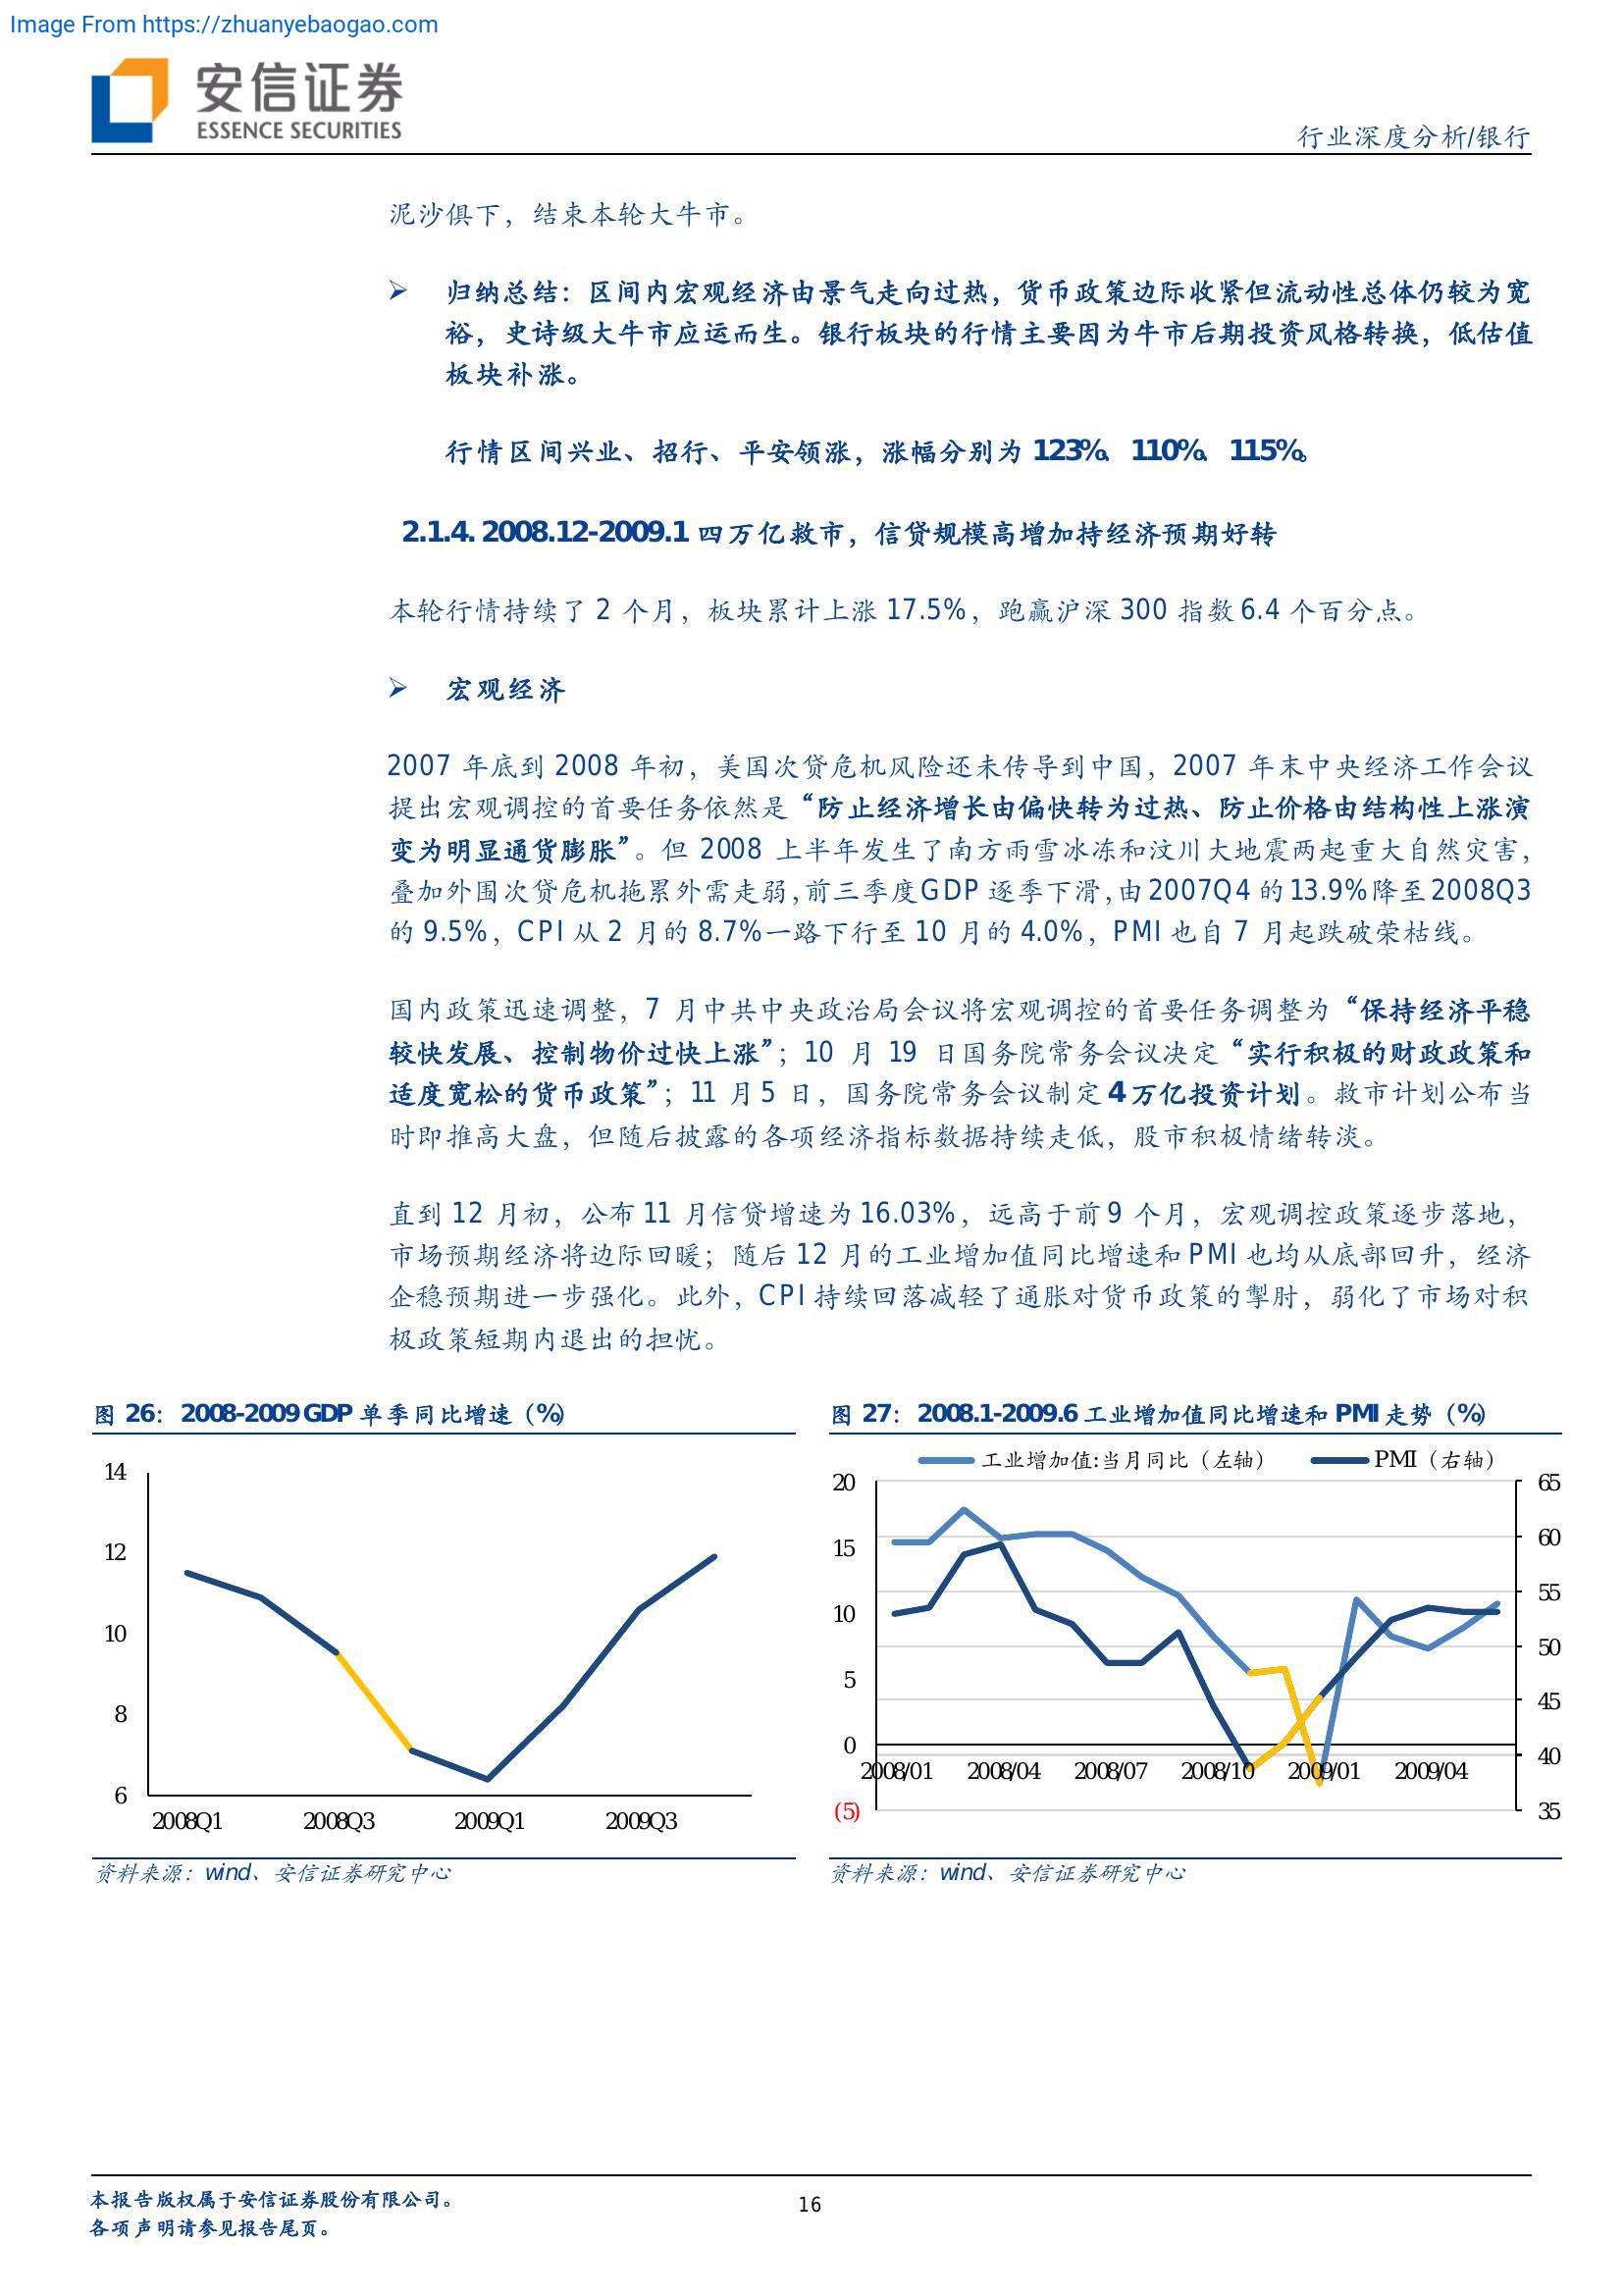 Image From https://zhuanyebaogao.com
安信证券
ESSENCE SECURITIES
行业深度分析/银行
泥沙俱下，结束本轮大牛市。
➢ 归纳总结：区间内宏观经济由景气走向过热，货币政策边际收紧但流动性总体仍较为宽
裕，史诗级大牛市应运而生。银行板块的行情主要因为牛市后期投资风格转换，低估值
板块补涨。
行情区间兴业、招行、平安领涨，涨幅分别为 123%、110%、115%。
2.1.4. 2008.12-2009.1 四万亿救市，信贷规模高增加持经济预期好转
本轮行情持续了 2 个月，板块累计上涨 17.5%，跑赢沪深 300 指数 6.4 个百分点。
➢ 宏观经济
2007 年底到 2008 年初，美国次贷危机风险还未传导到中国，2007 年末中央经济工作会议
提出宏观调控的首要任务依然是“防止经济增长由偏快转为过热、防止价格由结构性上涨演
变为明显通货膨胀”。但 2008 上半年发生了南方雨雪冰冻和汶川大地震两起重大自然灾害，
叠加外围次贷危机拖累外需走弱，前三季度GDP 逐季下滑，由 2007Q4 的 13.9%降至 2008Q3
的 9.5%，CPI 从 2 月的 8.7%一路下行至 10 月的 4.0%，PMI 也自 7 月起跌破荣枯线。
国内政策迅速调整，7 月中共中央政治局会议将宏观调控的首要任务调整为“保持经济平稳
较快发展、控制物价过快上涨”；10 月 19 日国务院常务会议决定“实行积极的财政政策和
适度宽松的货币政策”；11 月 5 日，国务院常务会议制定 4 万亿投资计划。救市计划公布当
时即推高大盘，但随后披露的各项经济指标数据持续走低，股市积极情绪转淡。
直到 12 月初，公布 11 月信贷增速为 16.03%，远高于前 9 个月，宏观调控政策逐步落地，
市场预期经济将边际回暖；随后 12 月的工业增加值同比增速和 PMI 也均从底部回升，经济
企稳预期进一步强化。此外，CPI 持续回落减轻了通胀对货币政策的掣肘，弱化了市场对积
极政策短期内退出的担忧。
图 26：2008-2009 GDP 单季同比增速（%）
14
12
10
8
6
2008Q1 2008Q3 2009Q1 2009Q3
资料来源：wind、安信证券研究中心
图 27：2008.1-2009.6 工业增加值同比增速和 PMI 走势（%）
工业增加值:当月同比（左轴） PMI（右轴）
20 65
60
15
55
10
50
5
45
0 40
2008/01 2008/04 2008/07 2008/10 2009/01 2009/04
(5) 35
资料来源：wind、安信证券研究中心
本报告版权属于安信证券股份有限公司。
16
各项声明请参见报告尾页。